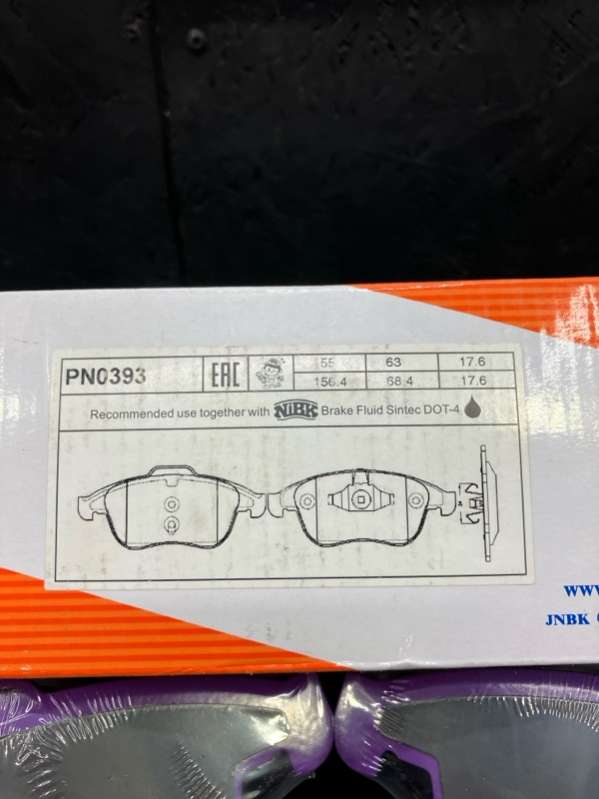 PN0393 EAC 155 63 17.6
156.4 68.4 17.6
Recommended use together with NiBK Brake Fluid Sintec DOT-4
WWW
JNBK